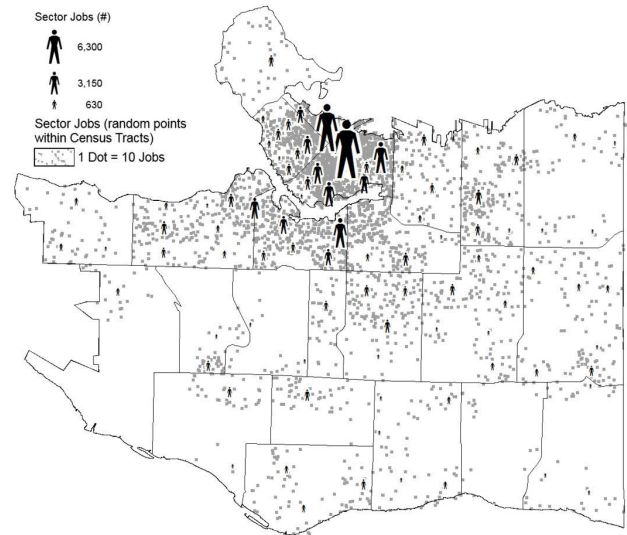 Sector Jobs (#)
6,300
3,150
630
Sector Jobs (random points
within Census Tracts)
1 Dot = 10 Jobs